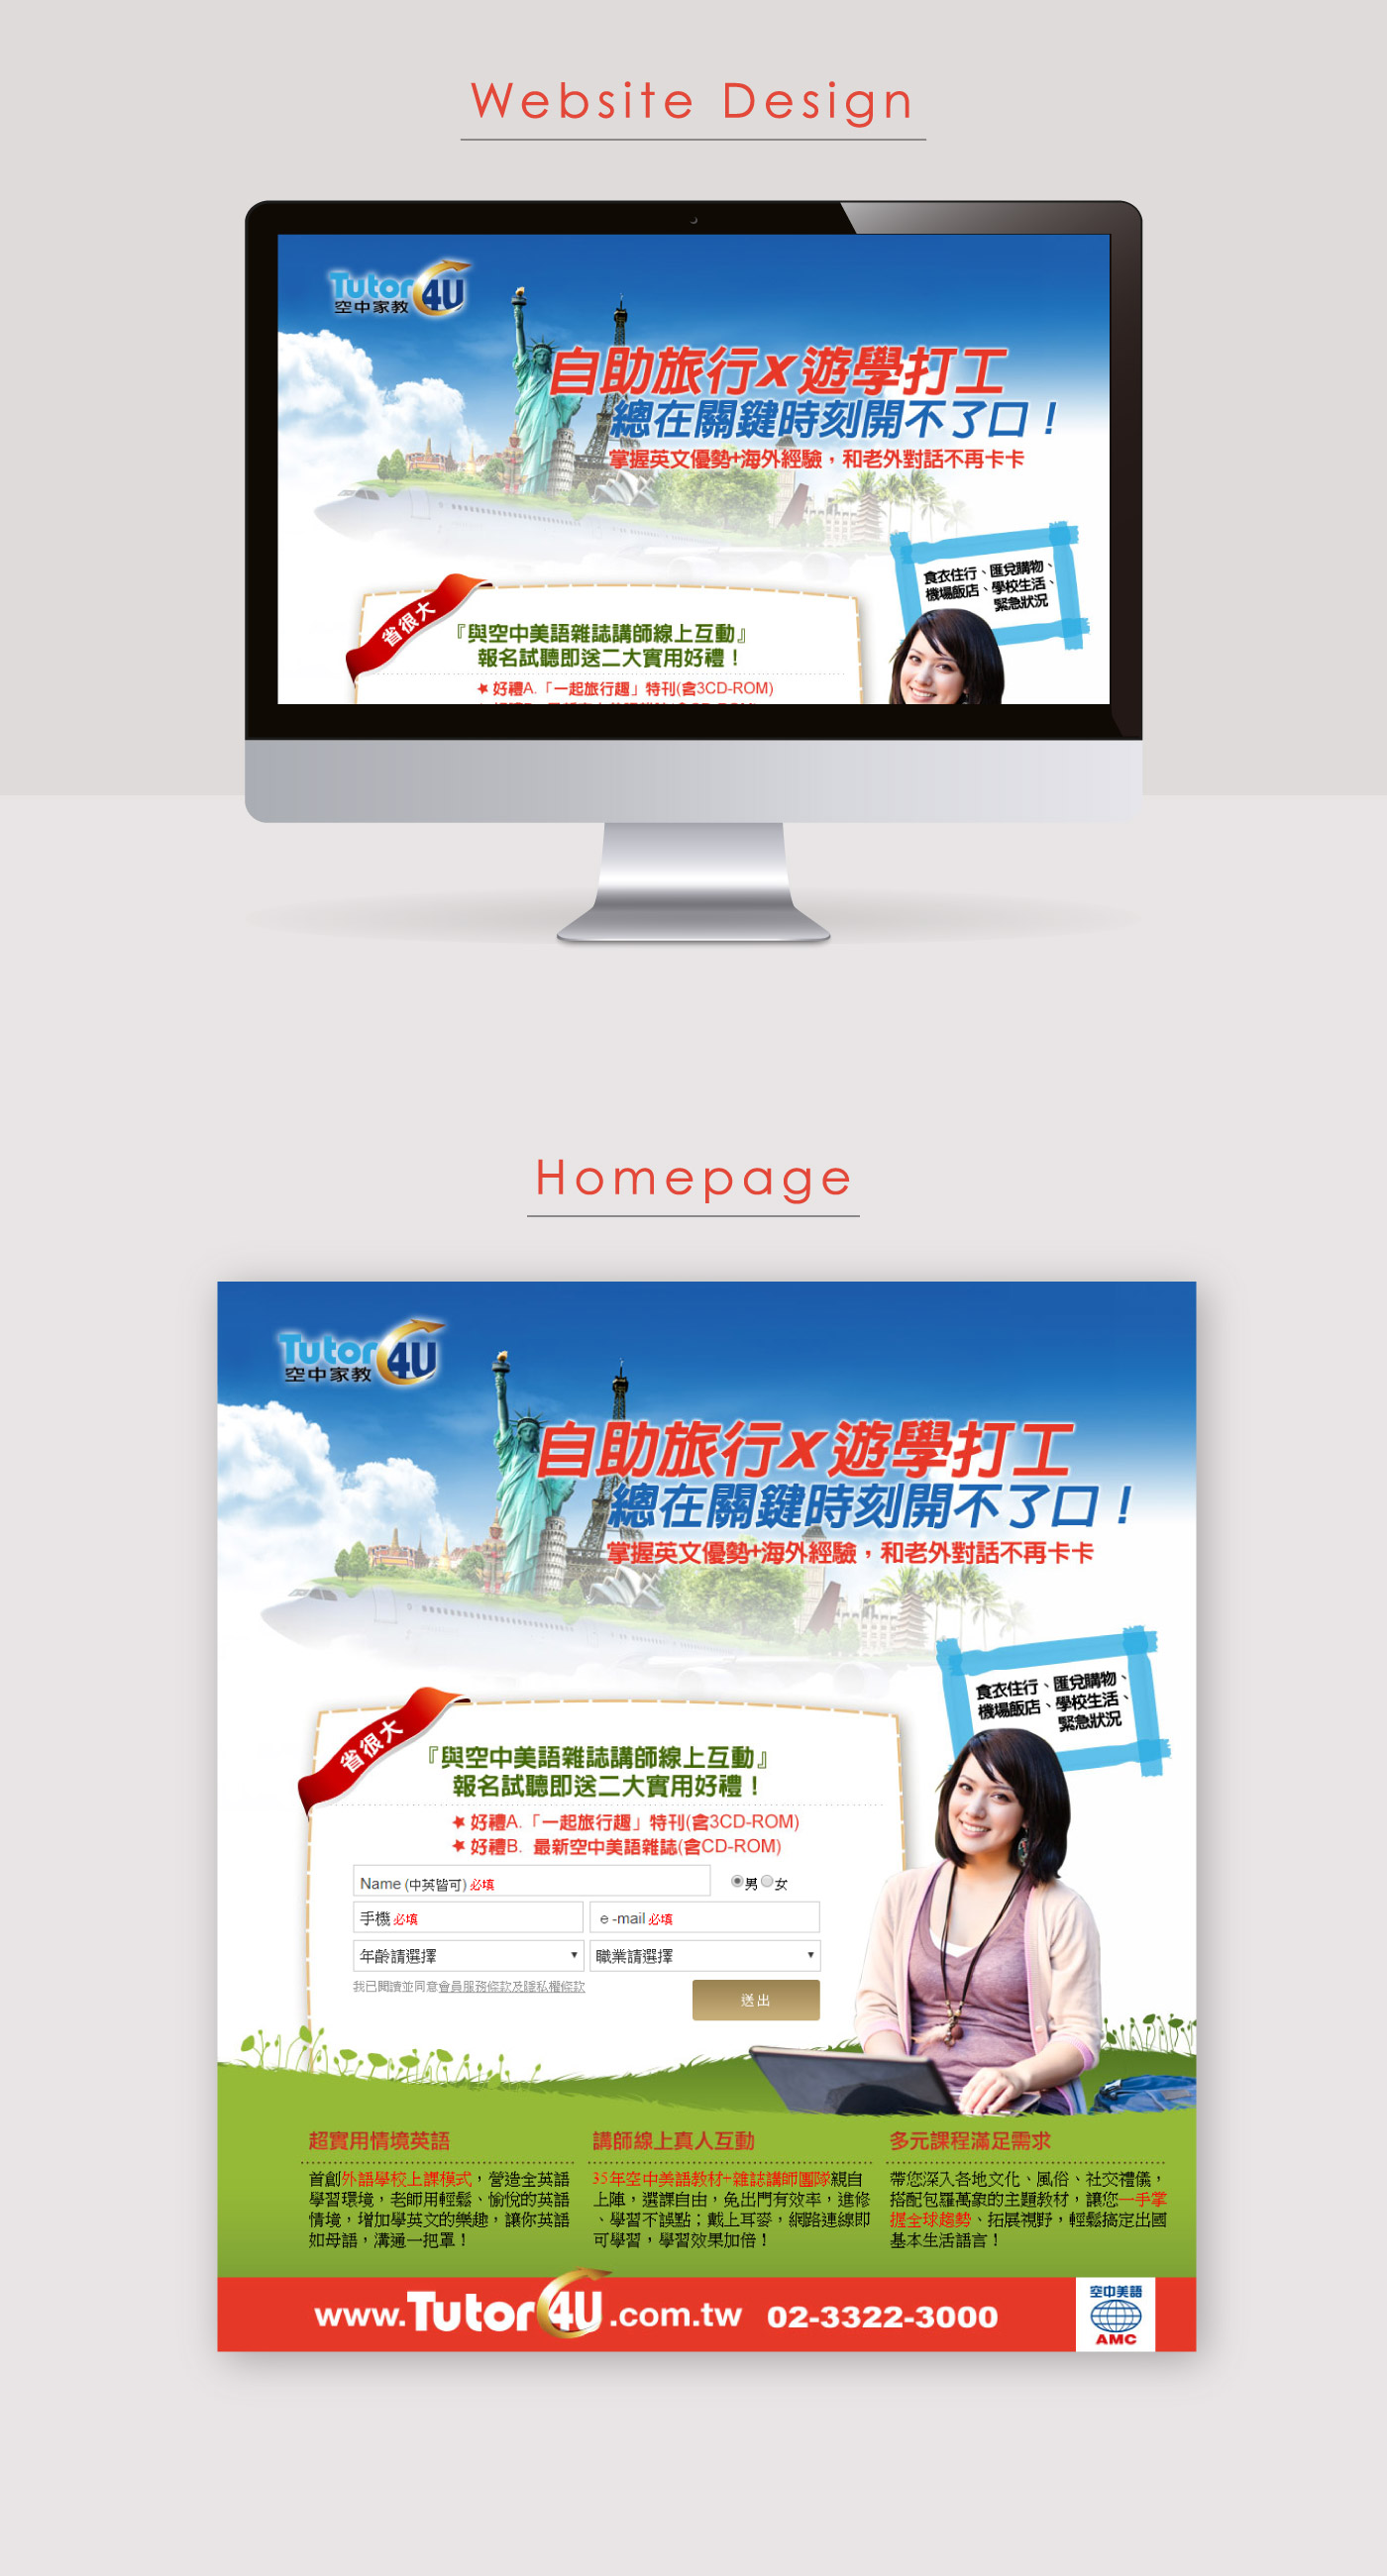 Website Design
Tutor4U
空中家教
自助旅行x遊學打工
總在關鍵時刻開不了口！
掌握英文優勢+海外經驗，和老外對話不再卡卡
食衣住行、匯兌購物、
機場飯店、學校生活、
緊急狀況
省很大
『與空中美語雜誌講師線上互動』
報名試聽即送二大實用好禮！
★ 好禮A.「一起旅行趣」特刊(含3CD-ROM)
Homepage
Tutor4U
空中家教
自助旅行x遊學打工
總在關鍵時刻開不了口！
掌握英文優勢+海外經驗，和老外對話不再卡卡
食衣住行、匯兌購物、
機場飯店、學校生活、
緊急狀況
省很大
『與空中美語雜誌講師線上互動』
報名試聽即送二大實用好禮！
★ 好禮A.「一起旅行趣」特刊(含3CD-ROM)
★ 好禮B. 最新空中美語雜誌(含CD-ROM)
Name (中英皆可) 必填 男 女
手機 必填 e-mail 必填
年齡請選擇 職業請選擇
我已閱讀並同意會員服務條款及隱私權條款
送出
超實用情境英語
首創外語學校上課模式，營造全英語
學習環境，老師用輕鬆、愉悅的英語
情境，增加學英文的樂趣，讓你英語
如母語，溝通一把罩！
講師線上真人互動
35年空中美語教材+雜誌講師團隊親自
上陣，選課自由，免出門有效率，進修
、學習不誤點；戴上耳麥，網路連線即
可學習，學習效果加倍！
多元課程滿足需求
帶您深入各地文化、風俗、社交禮儀，
搭配包羅萬象的主題教材，讓您一手掌
握全球趨勢、拓展視野，輕鬆搞定出國
基本生活語言！
www.Tutor4U.com.tw 02-3322-3000
空中美語
AMC